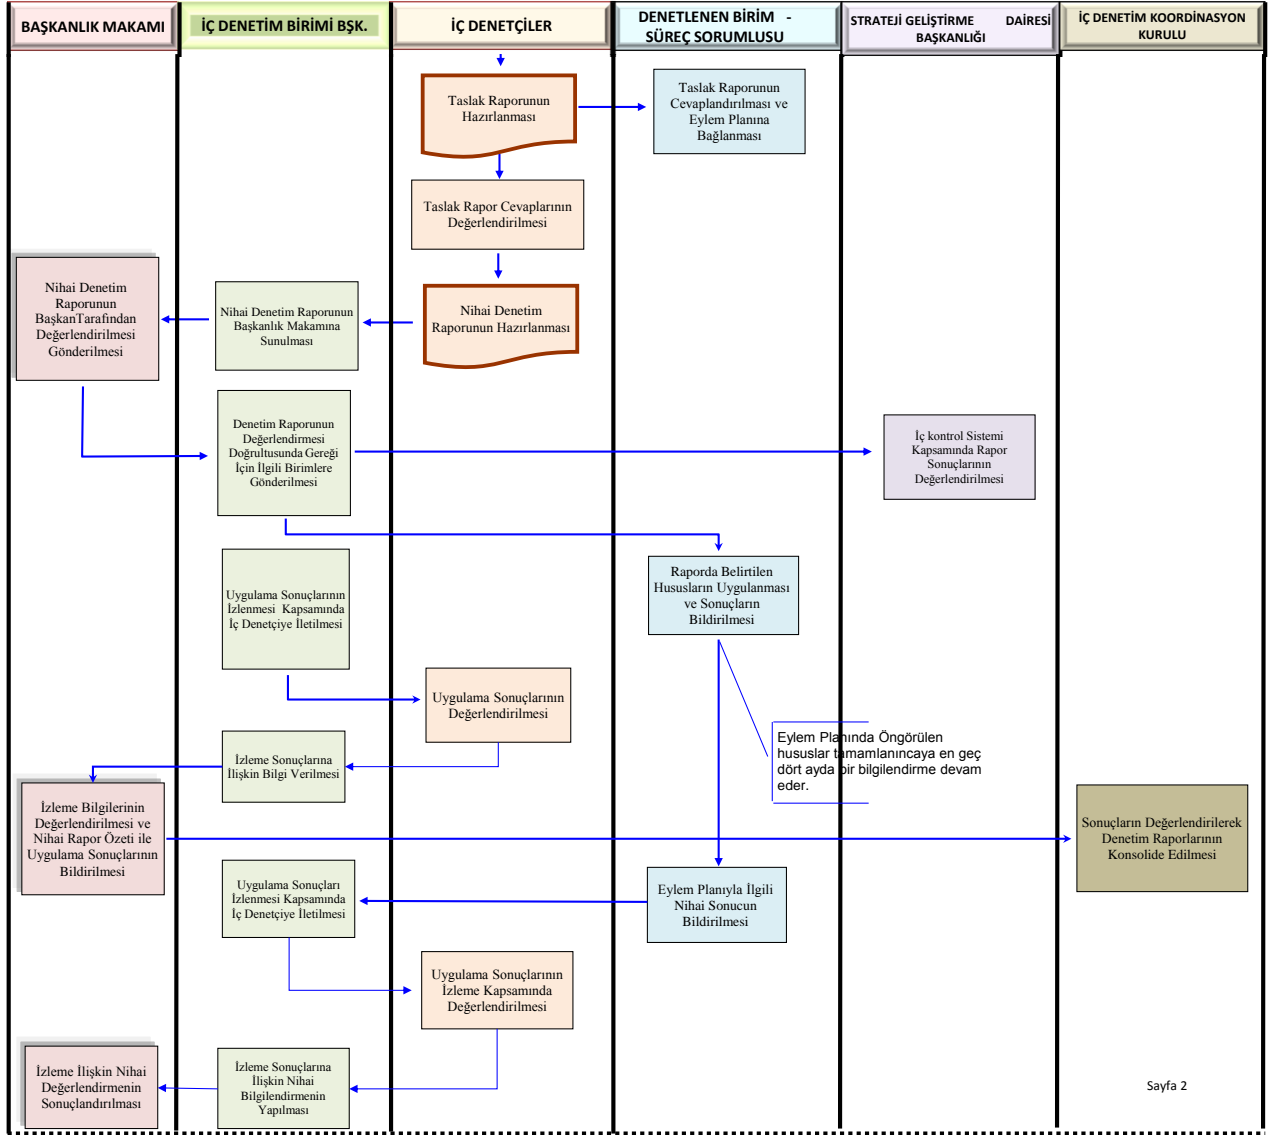 BAŞKANLIK MAKAMI
İÇ DENETİM BİRİMİ BŞK.
İÇ DENETÇİLER
DENETLENEN BİRİM -
SÜREÇ SORUMLUSU
STRATEJİ GELİŞTİRME DAİRESİ
BAŞKANLIĞI
İÇ DENETİM KOORDİNASYON
KURULU
Taslak Raporunun
Hazırlanması
Taslak Raporunun
Cevaplandırılması ve
Eylem Planına
Bağlanması
Taslak Rapor Cevaplarının
Değerlendirilmesi
Nihai Denetim
Raporunun
BaşkanTarafından
Değerlendirilmesi
Gönderilmesi
Nihai Denetim Raporunun
Başkanlık Makamına
Sunulması
Nihai Denetim
Raporunun Hazırlanması
Denetim Raporunun
Değerlendirmesi
Doğrultusunda Gereği
İçin İlgili Birimlere
Gönderilmesi
İç kontrol Sistemi
Kapsamında Rapor
Sonuçlarının
Değerlendirilmesi
Uygulama Sonuçlarının
İzlenmesi Kapsamında
İç Denetçiye İletilmesi
Raporda Belirtilen
Hususların Uygulanması
ve Sonuçların
Bildirilmesi
Uygulama Sonuçlarının
Değerlendirilmesi
Eylem Planında Öngörülen
hususlar tamamlanıncaya en geç
dört ayda bir bilgilendirme devam
eder.
İzleme Sonuçlarına
İlişkin Bilgi Verilmesi
İzleme Bilgilerinin
Değerlendirilmesi ve
Nihai Rapor Özeti ile
Uygulama Sonuçlarının
Bildirilmesi
Sonuçların Değerlendirilerek
Denetim Raporlarının
Konsolide Edilmesi
Uygulama Sonuçları
İzlenmesi Kapsamında
İç Denetçiye İletilmesi
Eylem Planıyla İlgili
Nihai Sonucun
Bildirilmesi
Uygulama Sonuçlarının
İzleme Kapsamında
Değerlendirilmesi
İzleme İlişkin Nihai
Değerlendirmenin
Sonuçlandırılması
İzleme Sonuçlarına
İlişkin Nihai
Bilgilendirmenin
Yapılması
Sayfa 2